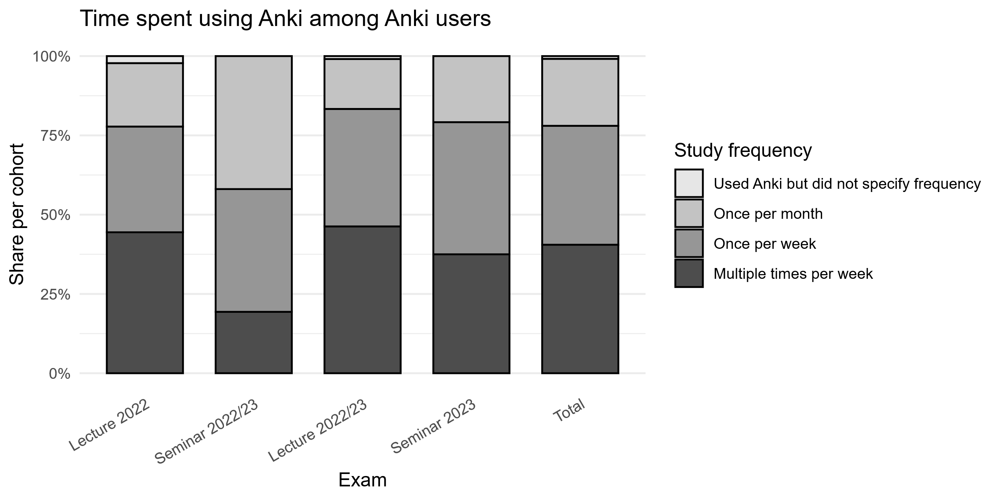 Time spent using Anki among Anki users
Share per cohort
100%
75%
50%
25%
0%
Lecture 2022
Seminar 2022/23
Lecture 2022/23
Seminar 2023
Total
Exam
Study frequency
Used Anki but did not specify frequency
Once per month
Once per week
Multiple times per week